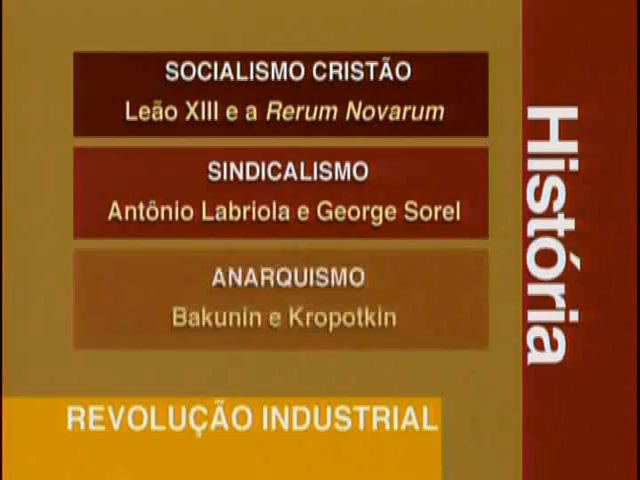 SOCIALISMO CRISTÃO
Leão XIII e a Rerum Novarum
SINDICALISMO
Antônio Labriola e George Sorel
ANARQUISMO
Bakunin e Kropotkin
REVOLUÇÃO INDUSTRIAL
História